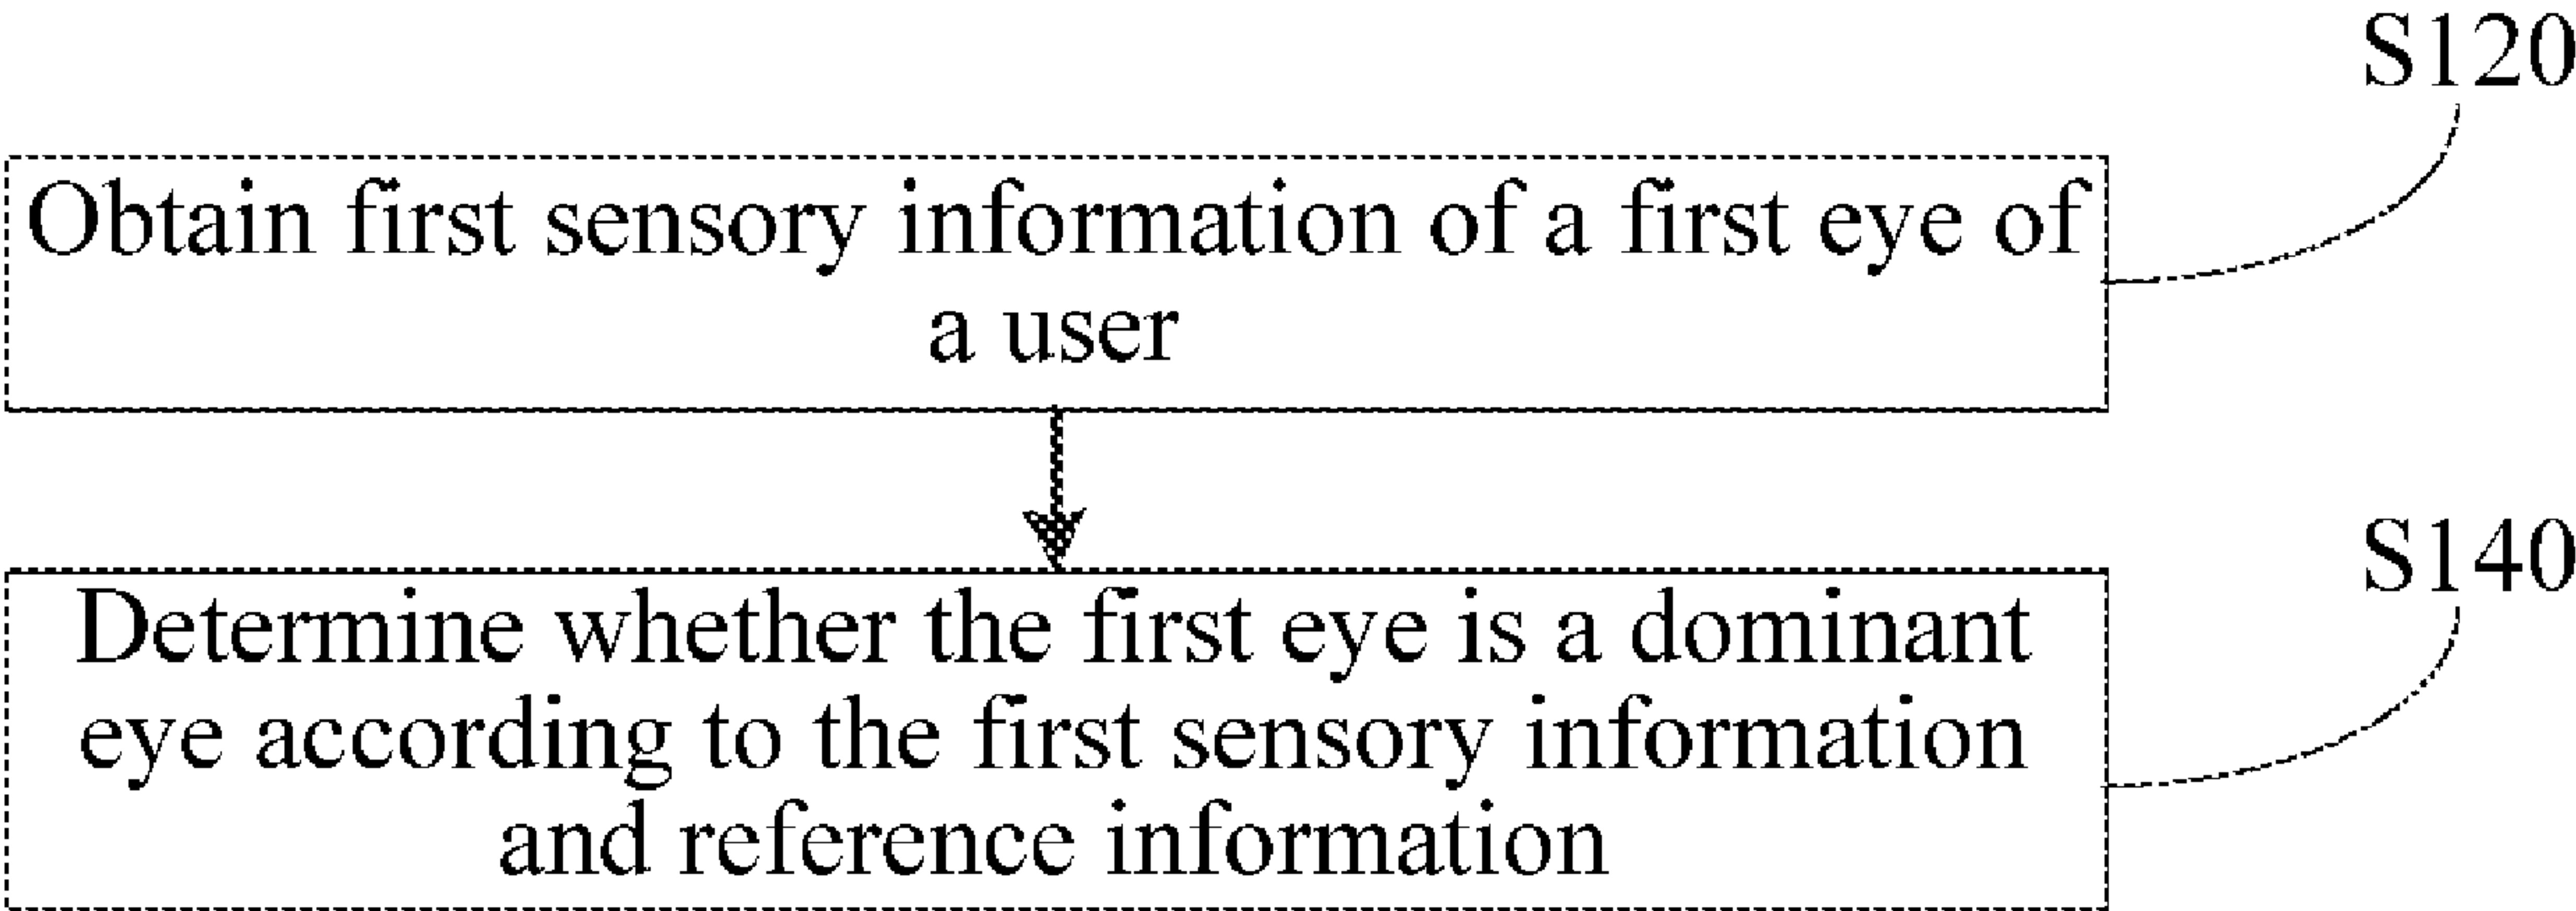 S120
Obtain first sensory information of a first eye of
a user
S140
Determine whether the first eye is a dominant
eye according to the first sensory information
and reference information